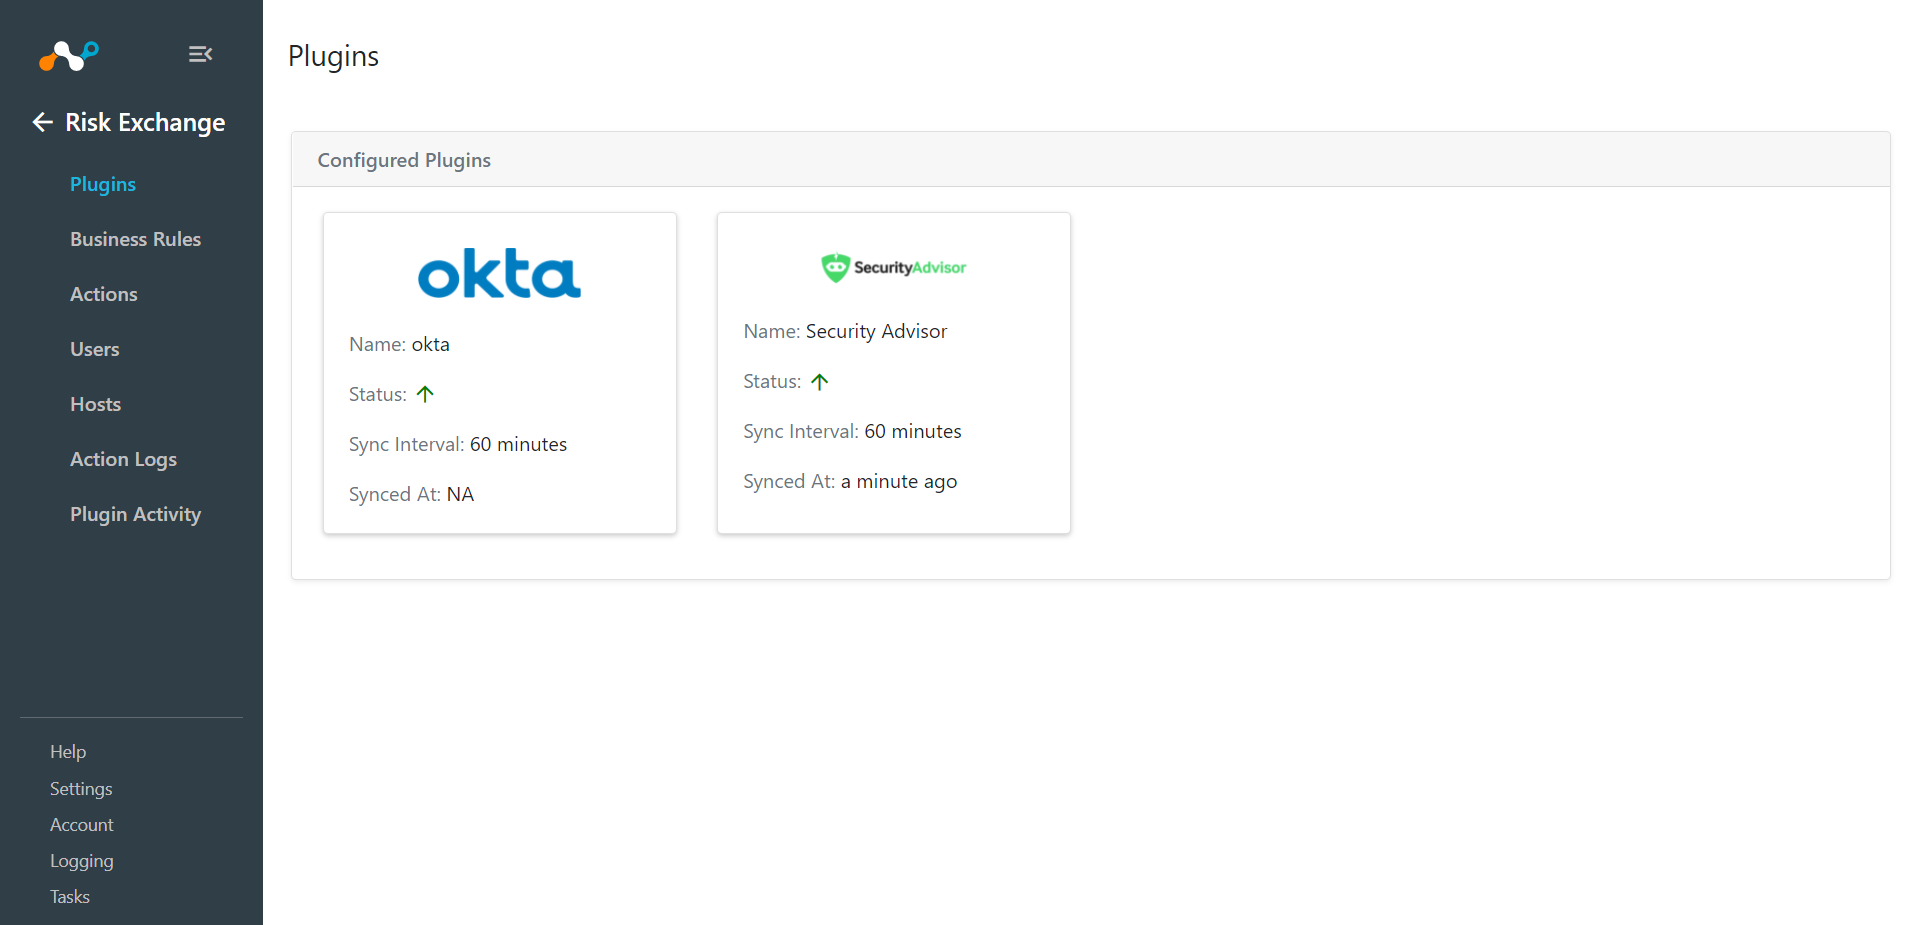 Risk Exchange
Plugins
Business Rules
Actions
Users
Hosts
Action Logs
Plugin Activity
Help
Settings
Account
Logging
Tasks
Plugins
Configured Plugins
okta
Name: okta
Status:
Sync Interval: 60 minutes
Synced At: NA
SecurityAdvisor
Name: Security Advisor
Status:
Sync Interval: 60 minutes
Synced At: a minute ago